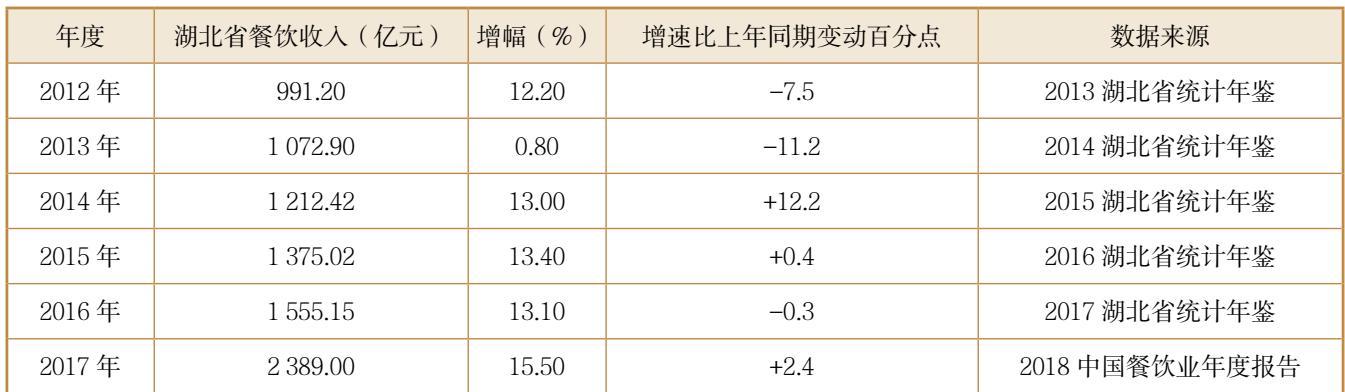 年度 湖北省餐饮收入（亿元） 增幅（%） 增速比上年同期变动百分点 数据来源
2012 年 991.20 12.20 −7.5 2013 湖北省统计年鉴
2013 年 1 072.90 0.80 −11.2 2014 湖北省统计年鉴
2014 年 1 212.42 13.00 +12.2 2015 湖北省统计年鉴
2015 年 1 375.02 13.40 +0.4 2016 湖北省统计年鉴
2016 年 1 555.15 13.10 −0.3 2017 湖北省统计年鉴
2017 年 2 389.00 15.50 +2.4 2018 中国餐饮业年度报告